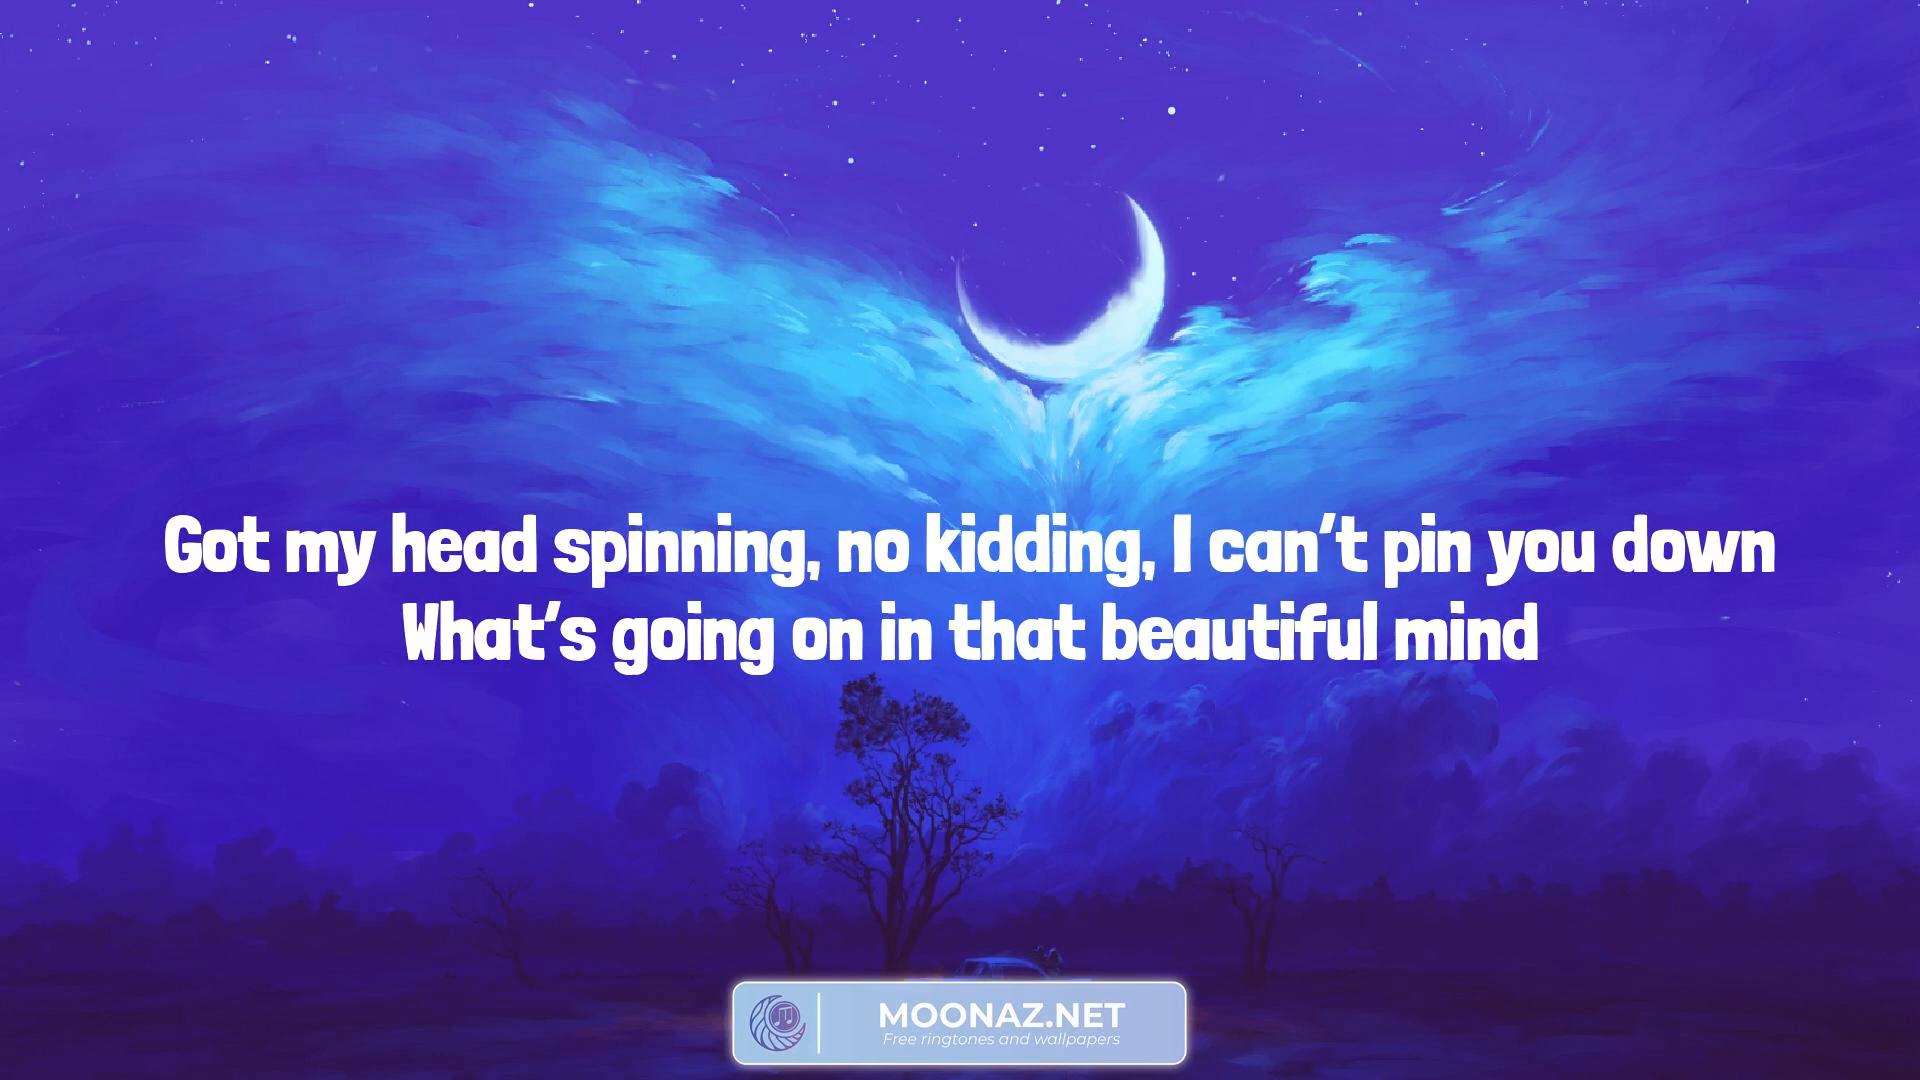 Got my head spinning, no kidding, I can't pin you down
What's going on in that beautiful mind
MOONAZ.NET
Free ringtones and wallpapers